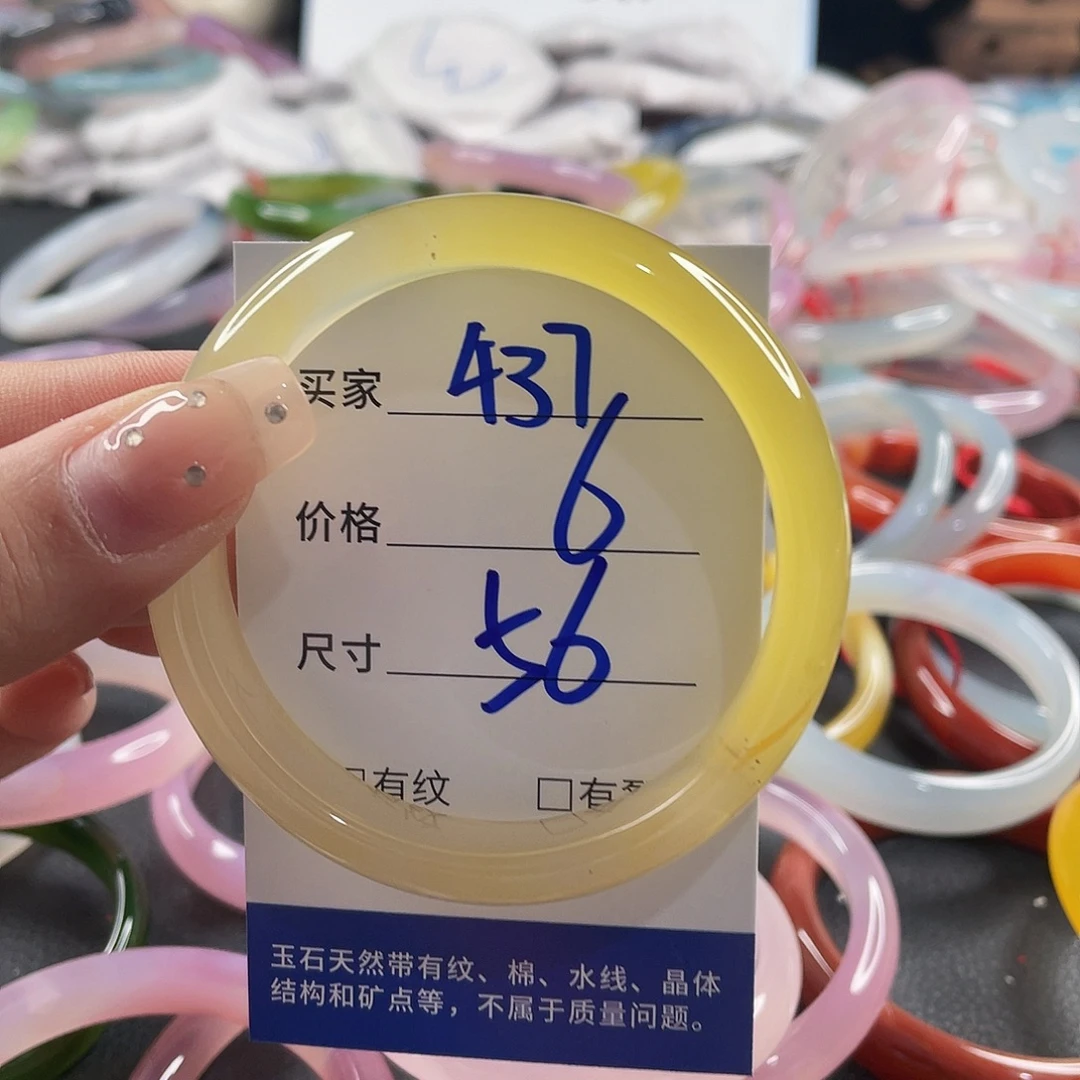 买家 437
价格 6
尺寸 56
□有纹 □有
玉石天然带有纹、棉、水线、晶体
结构和矿点等，不属于质量问题。